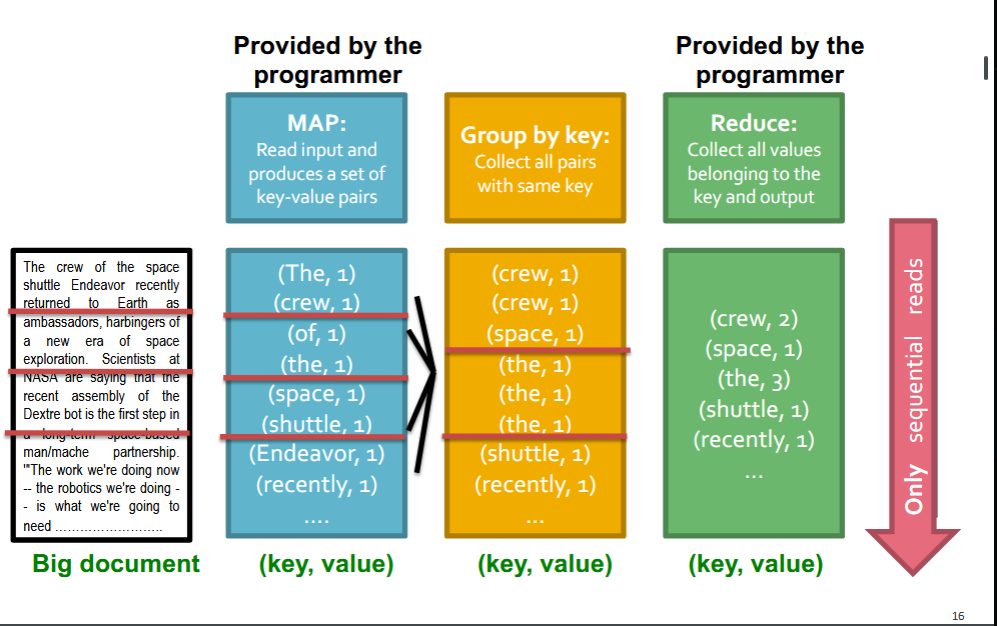 Provided by the
programmer
Provided by the
programmer
MAP:
Read input and
produces a set of
key-value pairs
Group by key:
Collect all pairs
with same key
Reduce:
Collect all values
belonging to the
key and output
The crew of the space
shuttle Endeavor recently
returned to Earth as
ambassadors, harbingers of
a new era of space
exploration. Scientists at
NASA are saying that the
recent assembly of the
Dextre bot is the first step in
a long-term space-based
man/mache partnership.
'"The work we're doing now
-- the robotics we're doing -
- is what we're going to
need ……………………..
Big document
(The, 1)
(crew, 1)
(of, 1)
(the, 1)
(space, 1)
(shuttle, 1)
(Endeavor, 1)
(recently, 1)
….
(key, value)
(crew, 1)
(crew, 1)
(space, 1)
(the, 1)
(the, 1)
(the, 1)
(shuttle, 1)
(recently, 1)
…
(key, value)
(crew, 2)
(space, 1)
(the, 3)
(shuttle, 1)
(recently, 1)
…
(key, value)
Only sequential reads
16